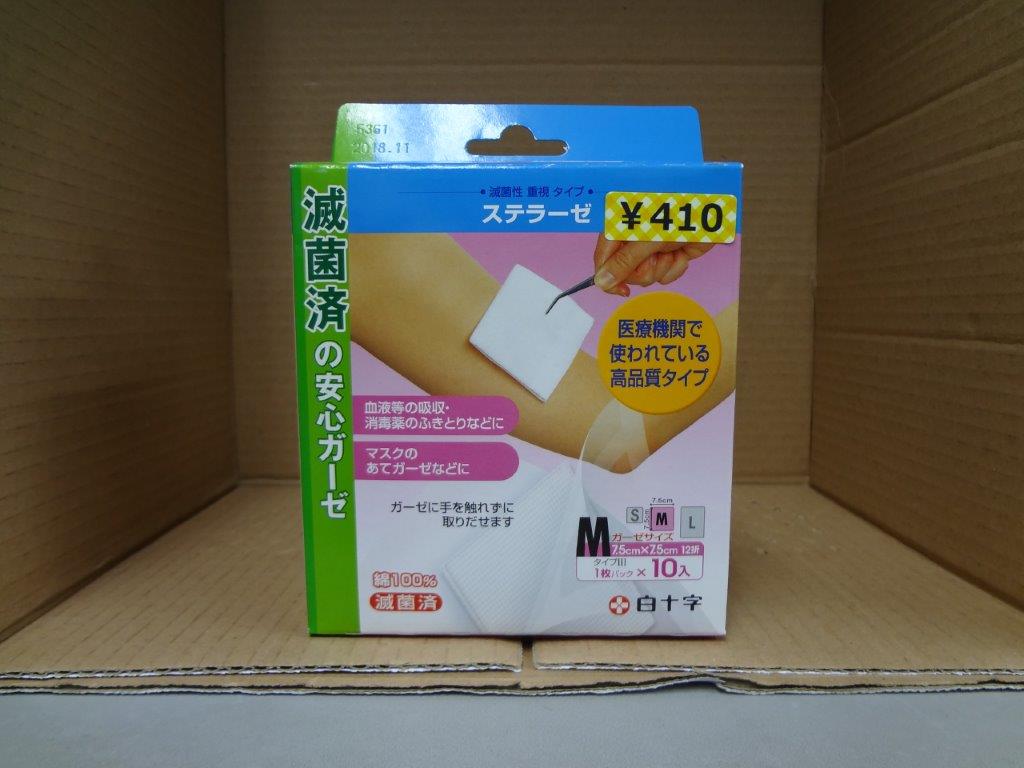 6361
2018.11
滅菌済の安心ガーゼ
•滅菌性 重視 タイプ•
ステラーゼ
¥410
医療機関で
使われている
高品質タイプ
血液等の吸収・
消毒薬のふきとりなどに
マスクの
あてガーゼなどに
ガーゼに手を触れずに
取りだせます
7.5cm
7.5cm
S
M
L
M
ガーゼサイズ
7.5cm×7.5cm 12折
タイプIII
1枚パック×10入
綿100%
滅菌済
白十字